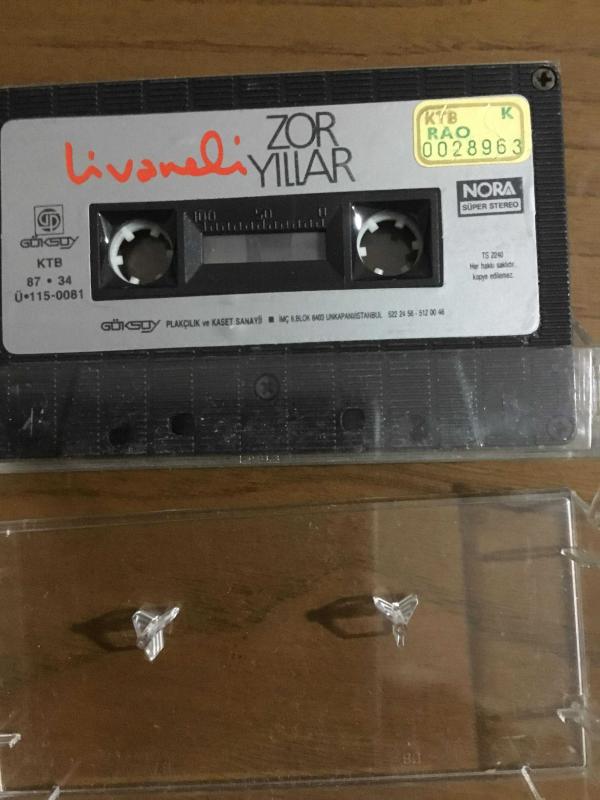 Livaneli ZOR
YILLAR
KTB K
RAO
0028963
NORA
SÜPER STEREO
GÖKSOY
KTB
87 • 34
Ü•115-0081
100 50 0
TS 2240
Her hakkı saklıdır.
kopye edilemez.
GÖKSOY PLAKÇILIK ve KASET SANAYİİ ■ İMÇ 6.BLOK 6403 UNKAPANI/İSTANBUL 522 24 56 - 512 00 46